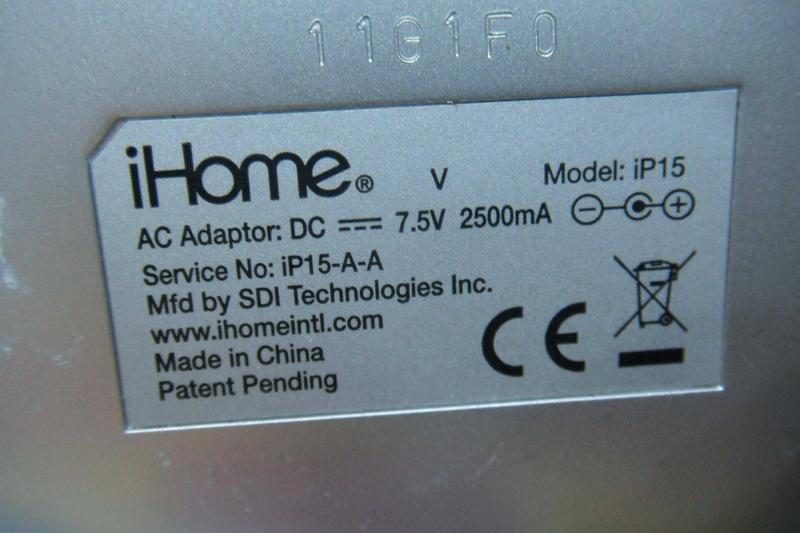 11G1F0
iHome®
V
Model: iP15
AC Adaptor: DC 7.5V 2500mA
Service No: iP15-A-A
Mfd by SDI Technologies Inc.
www.ihomeintl.com
Made in China
Patent Pending
CE